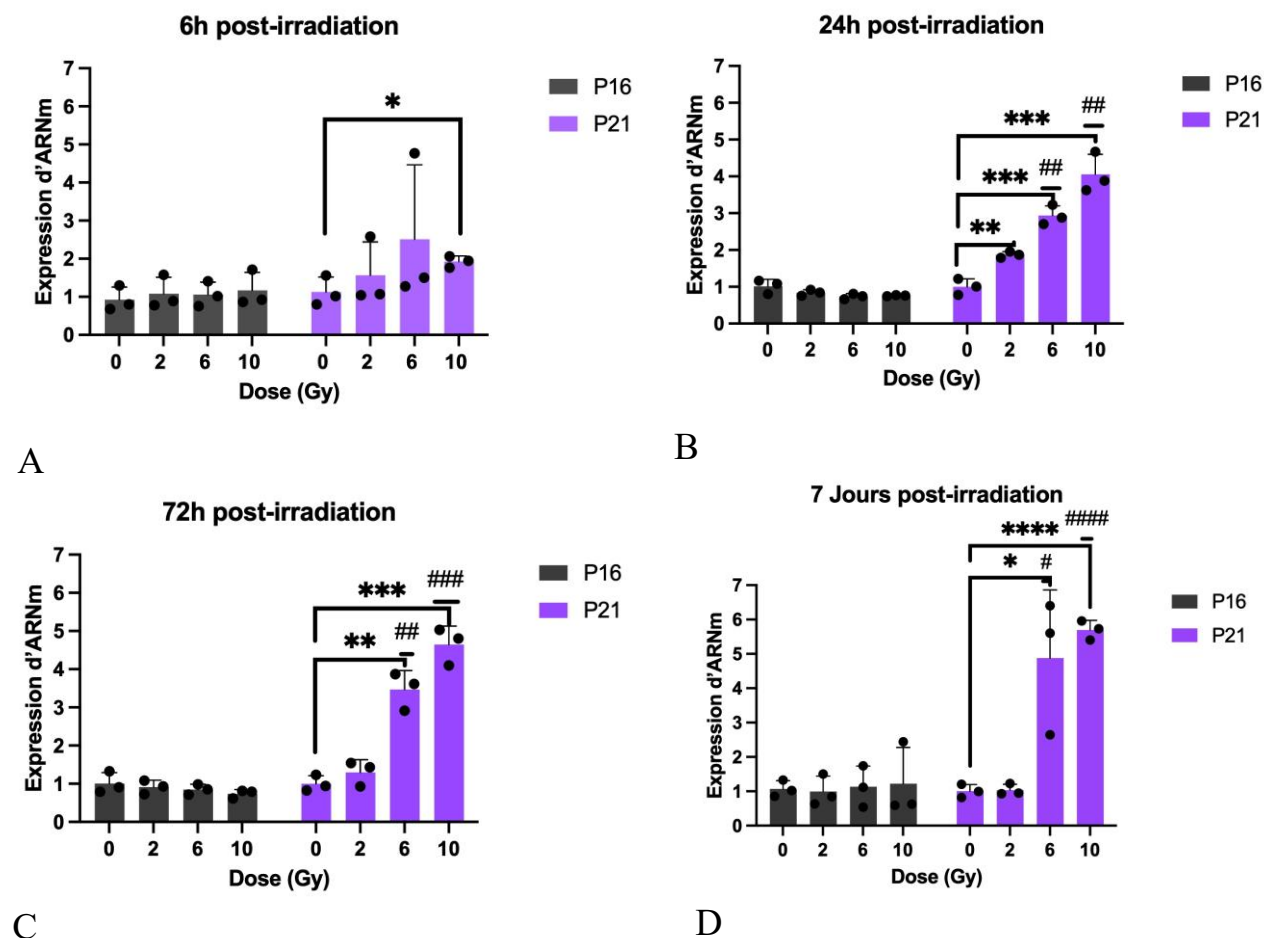 6h post-irradiation
Expression d'ARNm
7
6
5
4
3
2
1
0
*
0 2 6 10 0 2 6 10
Dose (Gy)
P16
P21
A
24h post-irradiation
Expression d'ARNm
7
6
5
4
3
2
1
0
##
***
##
***
**
0 2 6 10 0 2 6 10
Dose (Gy)
P16
P21
B
72h post-irradiation
Expression d'ARNm
7
6
5
4
3
2
1
0
###
***
##
**
0 2 6 10 0 2 6 10
Dose (Gy)
P16
P21
C
7 Jours post-irradiation
Expression d'ARNm
7
6
5
4
3
2
1
0
####
****
#
*
0 2 6 10 0 2 6 10
Dose (Gy)
P16
P21
D